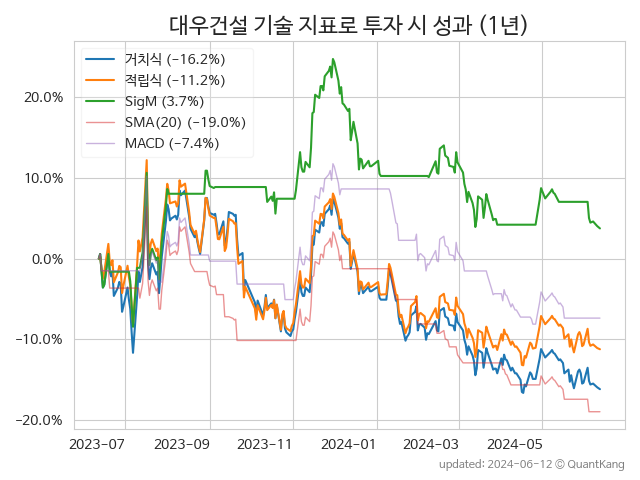 대우건설 기술 지표로 투자 시 성과 (1년)
거치식 (−16.2%)
적립식 (−11.2%)
SigM (3.7%)
SMA(20) (−19.0%)
MACD (−7.4%)
20.0%
10.0%
0.0%
−10.0%
−20.0%
2023-07 2023-09 2023-11 2024-01 2024-03 2024-05
updated: 2024-06-12 © QuantKang